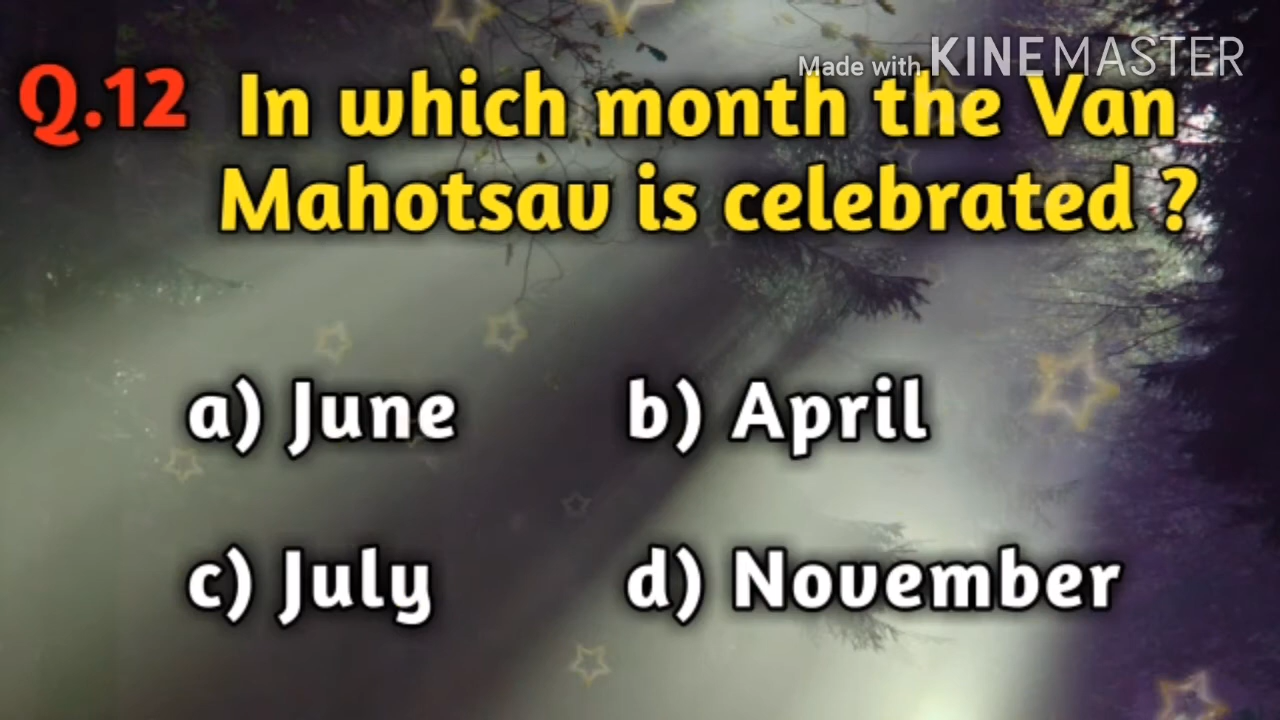 Made with KINEMASTER
Q.12 In which month the Van
Mahotsav is celebrated ?
a) June b) April
c) July d) November